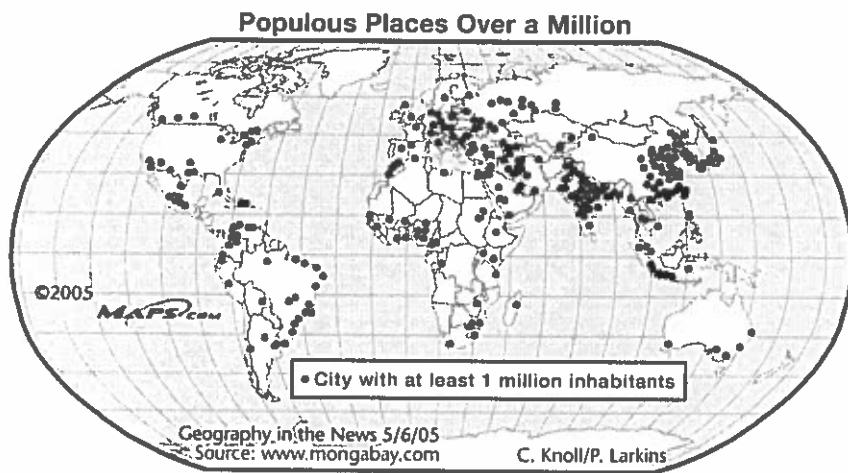 Populous Places Over a Million
©2005
MAPS.COM
• City with at least 1 million inhabitants
Geography in the News 5/6/05
Source: www.mongabay.com
C. Knoll/P. Larkins